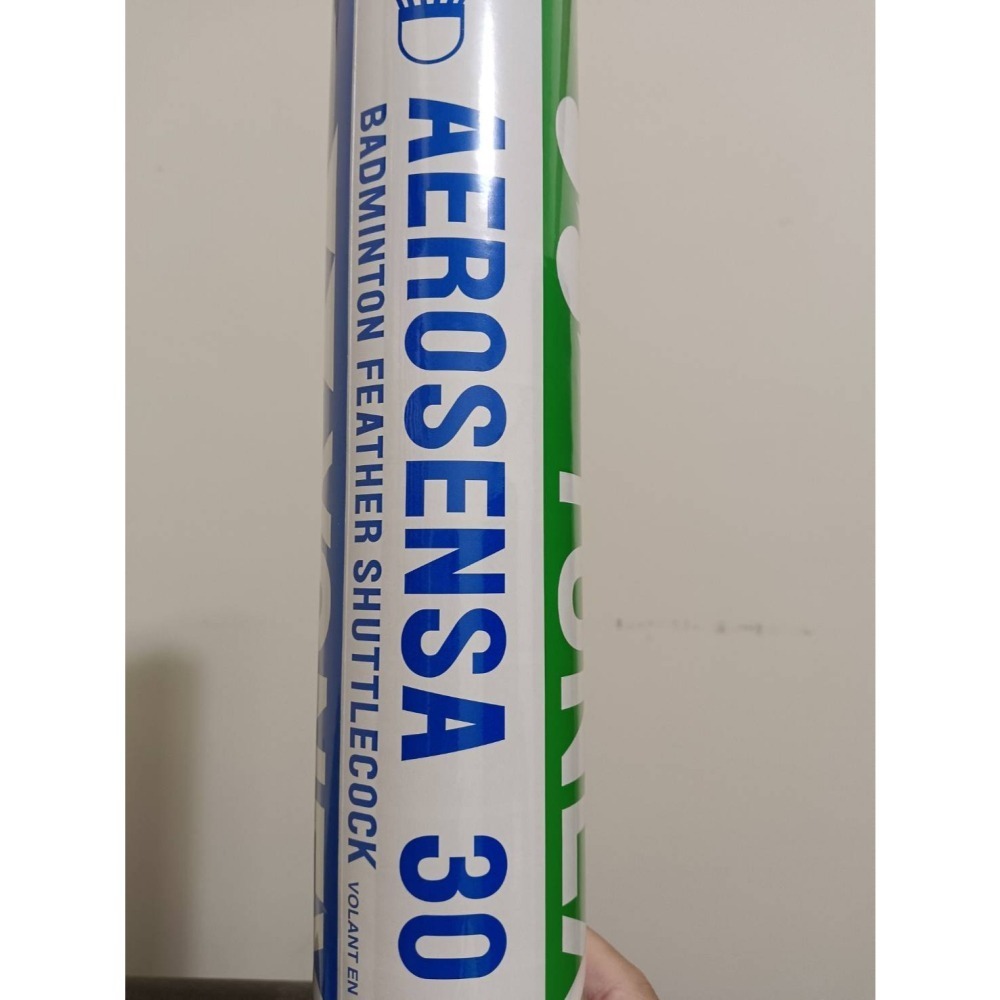 AEROSENSA 30
BADMINTON FEATHER SHUTTLECOCK VOLANT EN